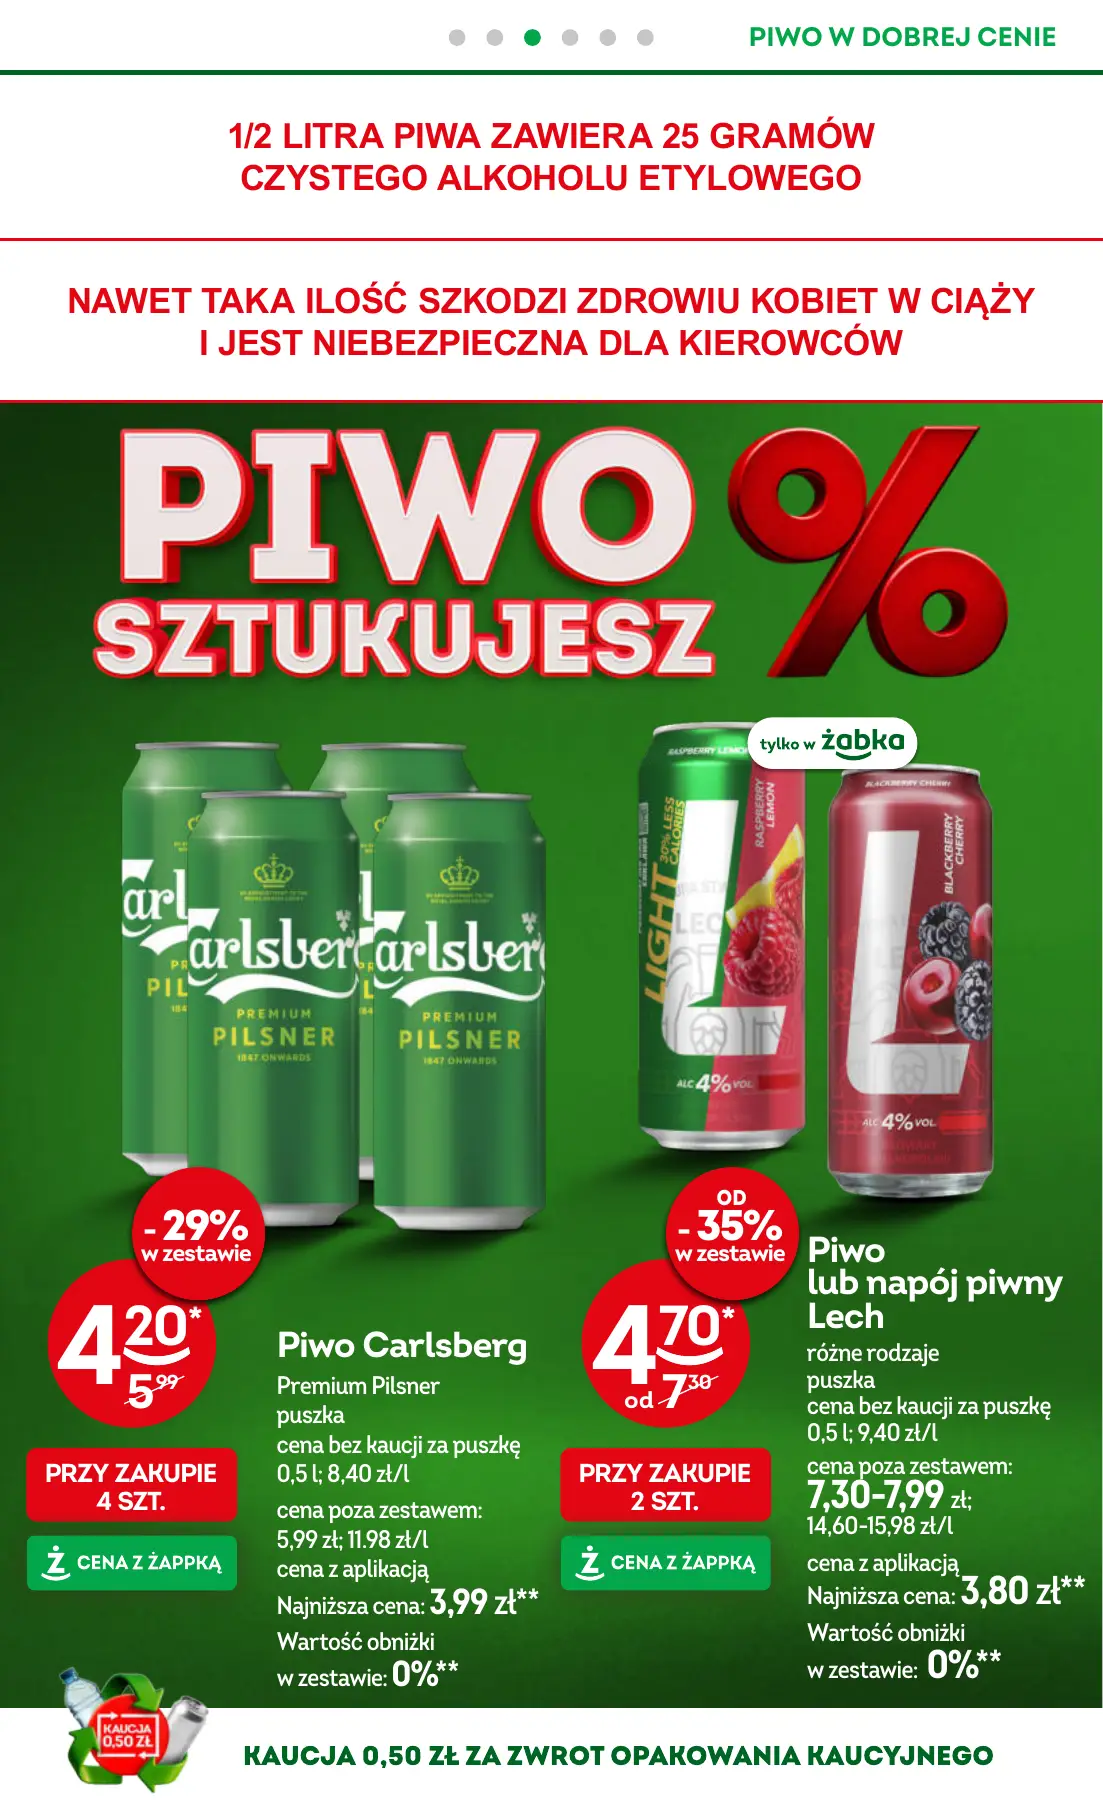 PIWO W DOBREJ CENIE
1/2 LITRA PIWA ZAWIERA 25 GRAMÓW
CZYSTEGO ALKOHOLU ETYLOWEGO
NAWET TAKA ILOŚĆ SZKODZI ZDROWIU KOBIET W CIĄŻY
I JEST NIEBEZPIECZNA DLA KIEROWCÓW
PIWO %
SZTUKUJESZ
tylko w żabka
Carlsberg
PREMIUM
PILSNER
1847 ONWARDS
Carlsberg
PREMIUM
PILSNER
1847 ONWARDS
RASPBERRY LEMON
LIGHT
30% LESS
CALORIES
RASPBERRY
LEMON
L
ALC 4% VOL.
BLACKBERRY CHERRY
BLACKBERRY
CHERRY
L
ALC 4% VOL.
- 29%
w zestawie
4 20*
5 99
PRZY ZAKUPIE
4 SZT.
ż CENA Z ŻAPPKĄ
Piwo Carlsberg
Premium Pilsner
puszka
cena bez kaucji za puszkę
0,5 l; 8,40 zł/l
cena poza zestawem:
5,99 zł; 11.98 zł/l
cena z aplikacją
Najniższa cena: 3,99 zł**
Wartość obniżki
w zestawie: 0%**
OD
- 35%
w zestawie
4 70*
od 7 30
PRZY ZAKUPIE
2 SZT.
ż CENA Z ŻAPPKĄ
Piwo
lub napój piwny
Lech
różne rodzaje
puszka
cena bez kaucji za puszkę
0,5 l; 9,40 zł/l
cena poza zestawem:
7,30-7,99 zł;
14,60-15,98 zł/l
cena z aplikacją
Najniższa cena: 3,80 zł**
Wartość obniżki
w zestawie: 0%**
KAUCJA
0,50 ZŁ
KAUCJA 0,50 ZŁ ZA ZWROT OPAKOWANIA KAUCYJNEGO